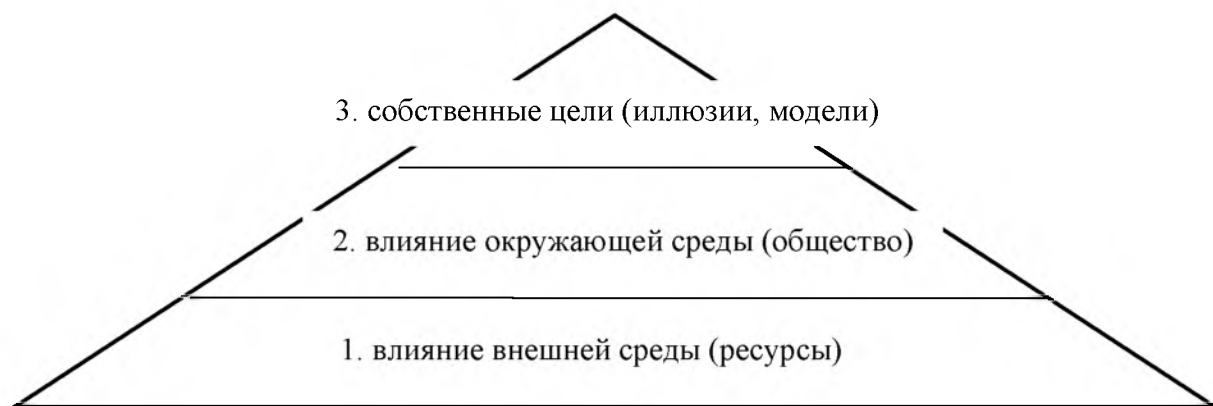 3. собственные цели (иллюзии, модели)
2. влияние окружающей среды (общество)
1. влияние внешней среды (ресурсы)